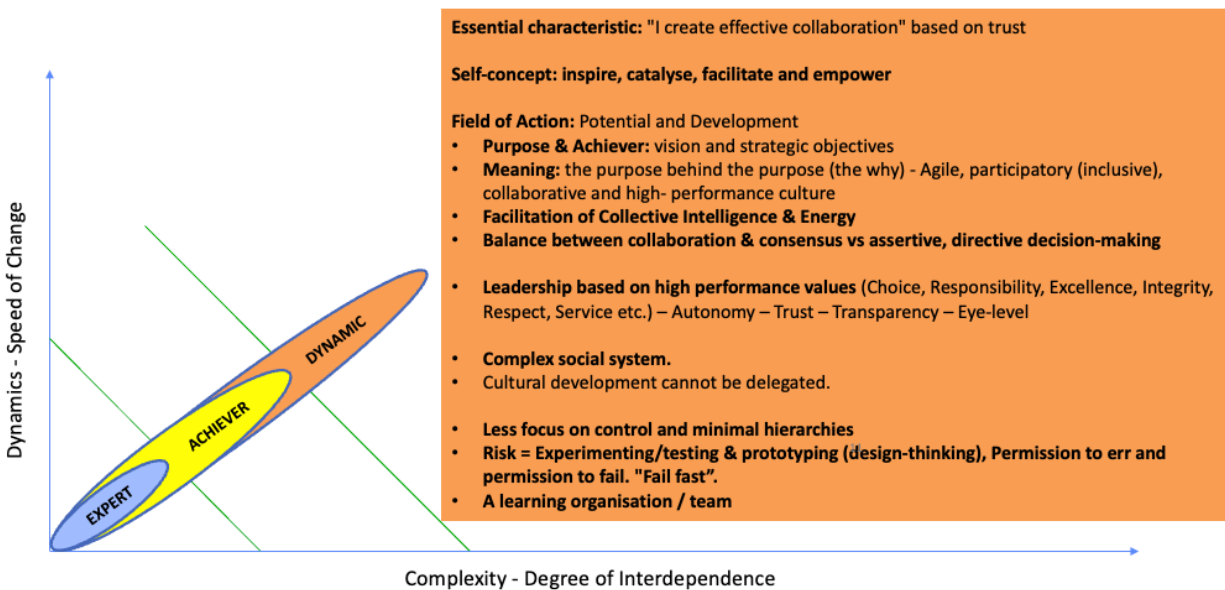 Essential characteristic: "I create effective collaboration" based on trust
Self-concept: inspire, catalyse, facilitate and empower
Field of Action: Potential and Development
• Purpose & Achiever: vision and strategic objectives
• Meaning: the purpose behind the purpose (the why) - Agile, participatory (inclusive),
collaborative and high- performance culture
• Facilitation of Collective Intelligence & Energy
• Balance between collaboration & consensus vs assertive, directive decision-making
• Leadership based on high performance values (Choice, Responsibility, Excellence, Integrity,
Respect, Service etc.) – Autonomy – Trust – Transparency – Eye-level
• Complex social system.
• Cultural development cannot be delegated.
• Less focus on control and minimal hierarchies
• Risk = Experimenting/testing & prototyping (design-thinking), Permission to err and
permission to fail. "Fail fast”.
• A learning organisation / team
Dynamics - Speed of Change
DYNAMIC
ACHIEVER
EXPERT
Complexity - Degree of Interdependence